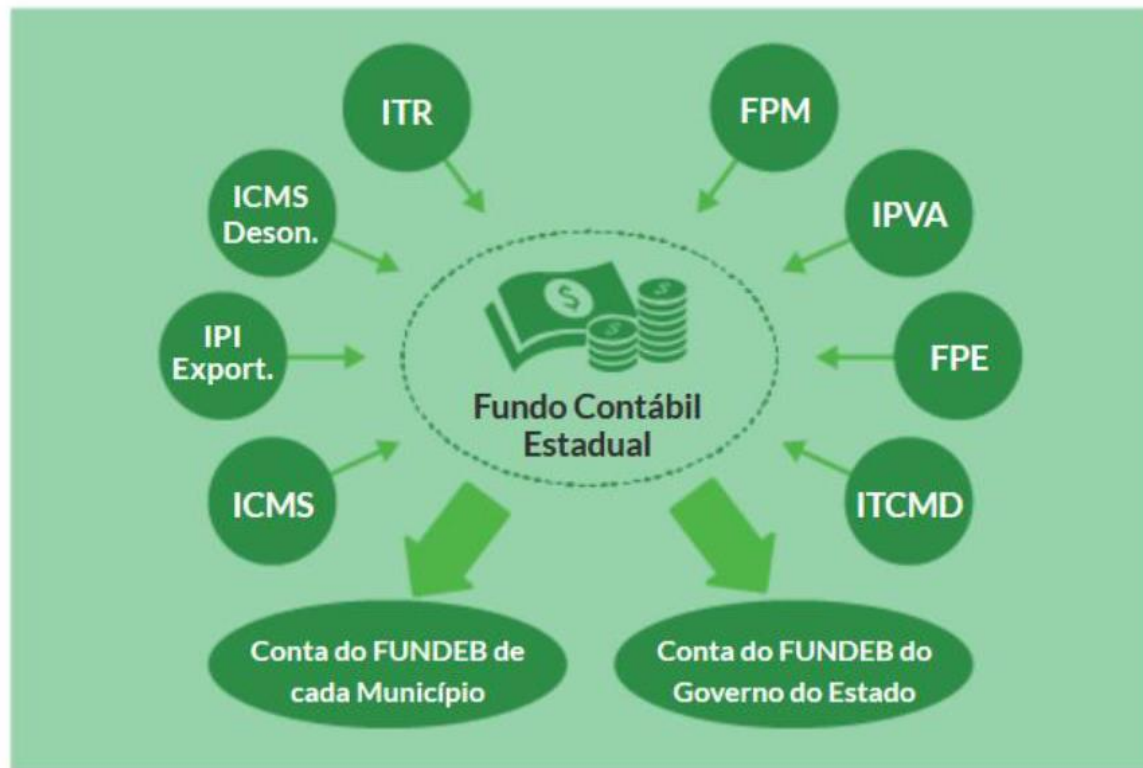 ITR
FPM
ICMS
Deson.
IPVA
IPI
Export.
FPE
Fundo Contábil
Estadual
ICMS
ITCMD
Conta do FUNDEB de
cada Município
Conta do FUNDEB do
Governo do Estado